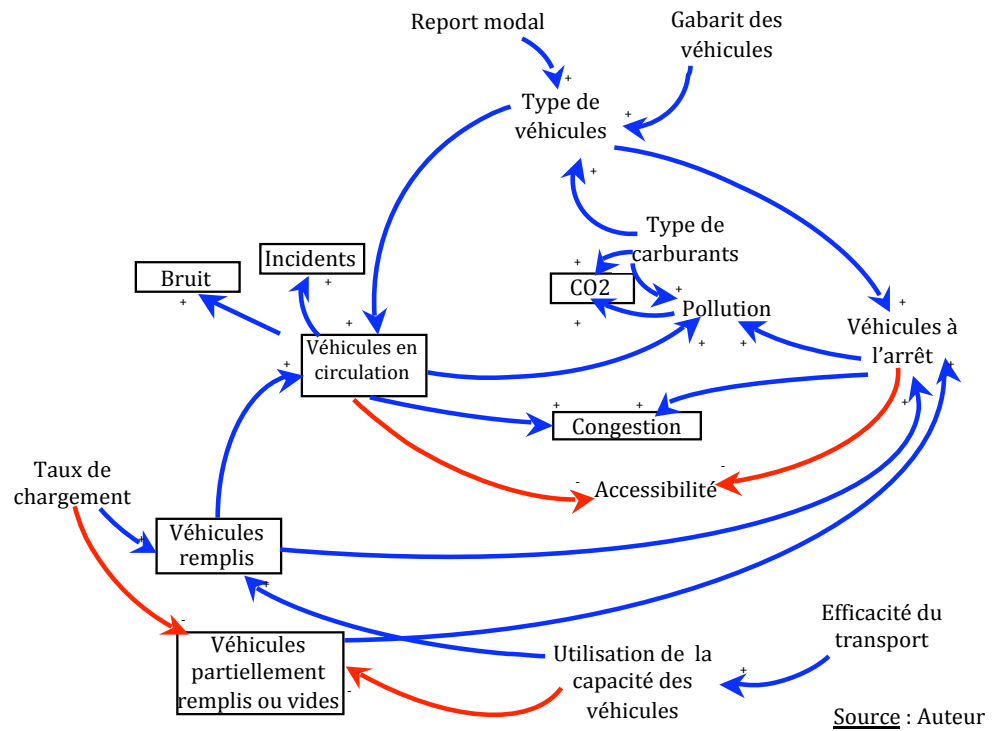 Report modal
Gabarit des
véhicules
+
+
Type de
véhicules
+
Type de
carburants
Incidents
+
Bruit
+
+
CO2
+
Pollution
+
+
+
+
Véhicules à
l’arrêt
+
+
+
Véhicules en
circulation
+
+
+
Congestion
Taux de
chargement
-
Accessibilité
-
+
Véhicules
remplis
+
-
Véhicules
partiellement
remplis ou vides
-
Utilisation de la
capacité des
véhicules
+
Efficacité du
transport
Source : Auteur